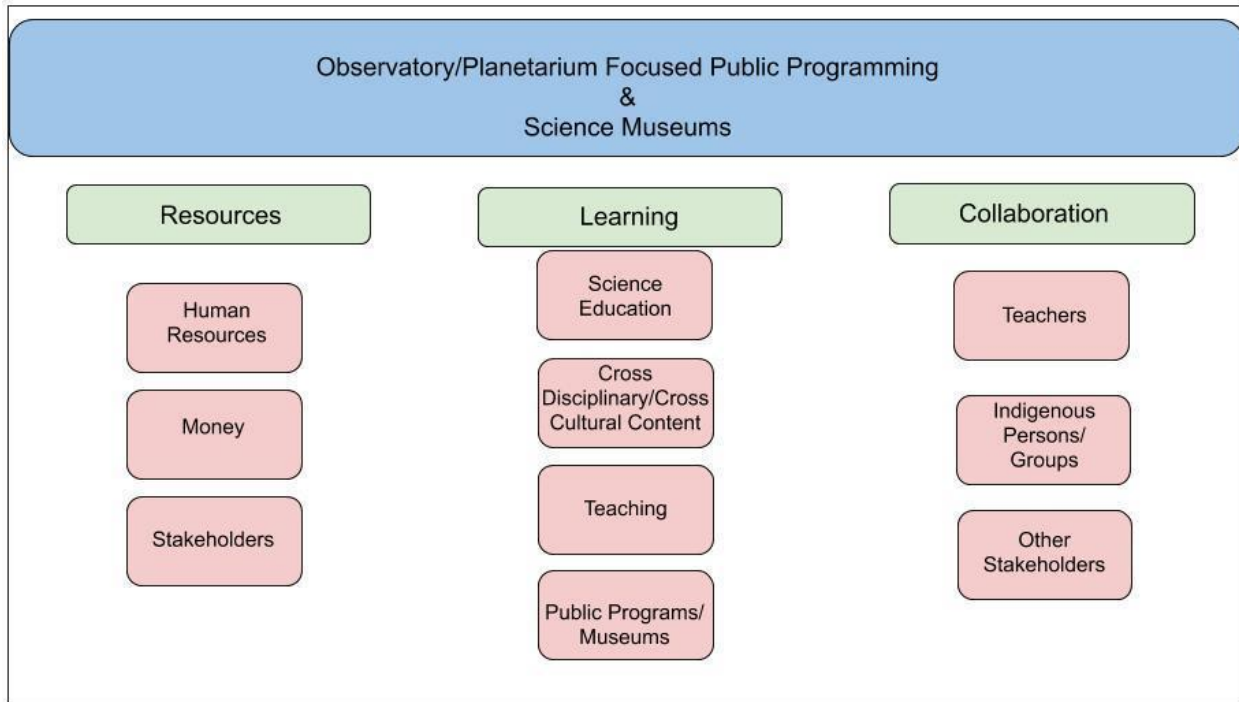 Observatory/Planetarium Focused Public Programming
&
Science Museums
Resources
Human
Resources
Money
Stakeholders
Learning
Science
Education
Cross
Disciplinary/Cross
Cultural Content
Teaching
Public Programs/
Museums
Collaboration
Teachers
Indigenous
Persons/
Groups
Other
Stakeholders